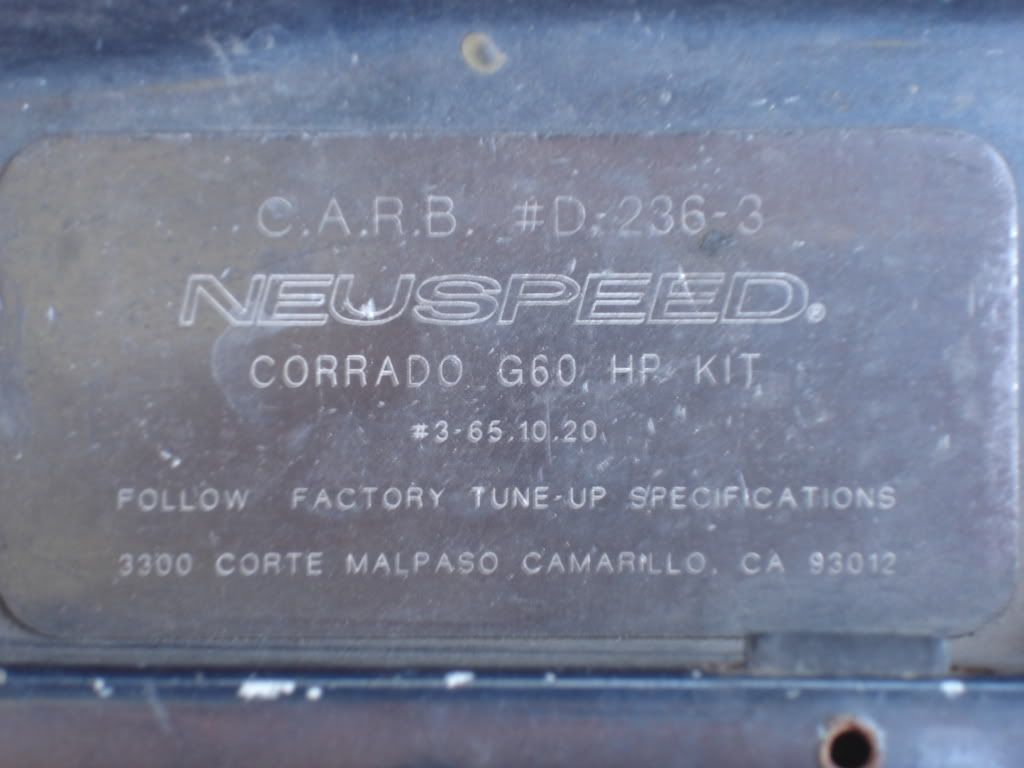 C.A.R.B. #D-236-3
NEUSPEED®
CORRADO G60 HP KIT
#3-65.10.20
FOLLOW FACTORY TUNE-UP SPECIFICATIONS
3300 CORTE MALPASO CAMARILLO, CA 93012